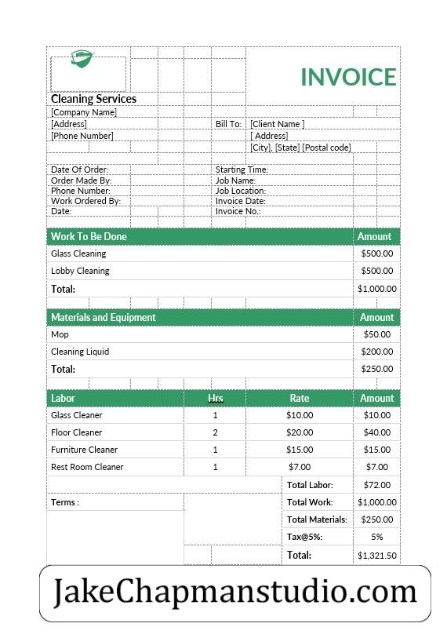 INVOICE
Cleaning Services
[Company Name]
[Address] Bill To: [Client Name ]
[Phone Number] [ Address]
[City], [State] [Postal code]
Date Of Order: Starting Time:
Order Made By: Job Name:
Phone Number: Job Location:
Work Ordered By: Invoice Date:
Date: Invoice No.:
Work To Be Done Amount
Glass Cleaning $500.00
Lobby Cleaning $500.00
Total: $1,000.00
Materials and Equipment Amount
Mop $50.00
Cleaning Liquid $200.00
Total: $250.00
Labor Hrs Rate Amount
Glass Cleaner 1 $10.00 $10.00
Floor Cleaner 2 $20.00 $40.00
Furniture Cleaner 1 $15.00 $15.00
Rest Room Cleaner 1 $7.00 $7.00
Total Labor: $72.00
Terms : Total Work: $1,000.00
Total Materials: $250.00
Tax@5%: 5%
Total: $1,321.50
JakeChapmanstudio.com